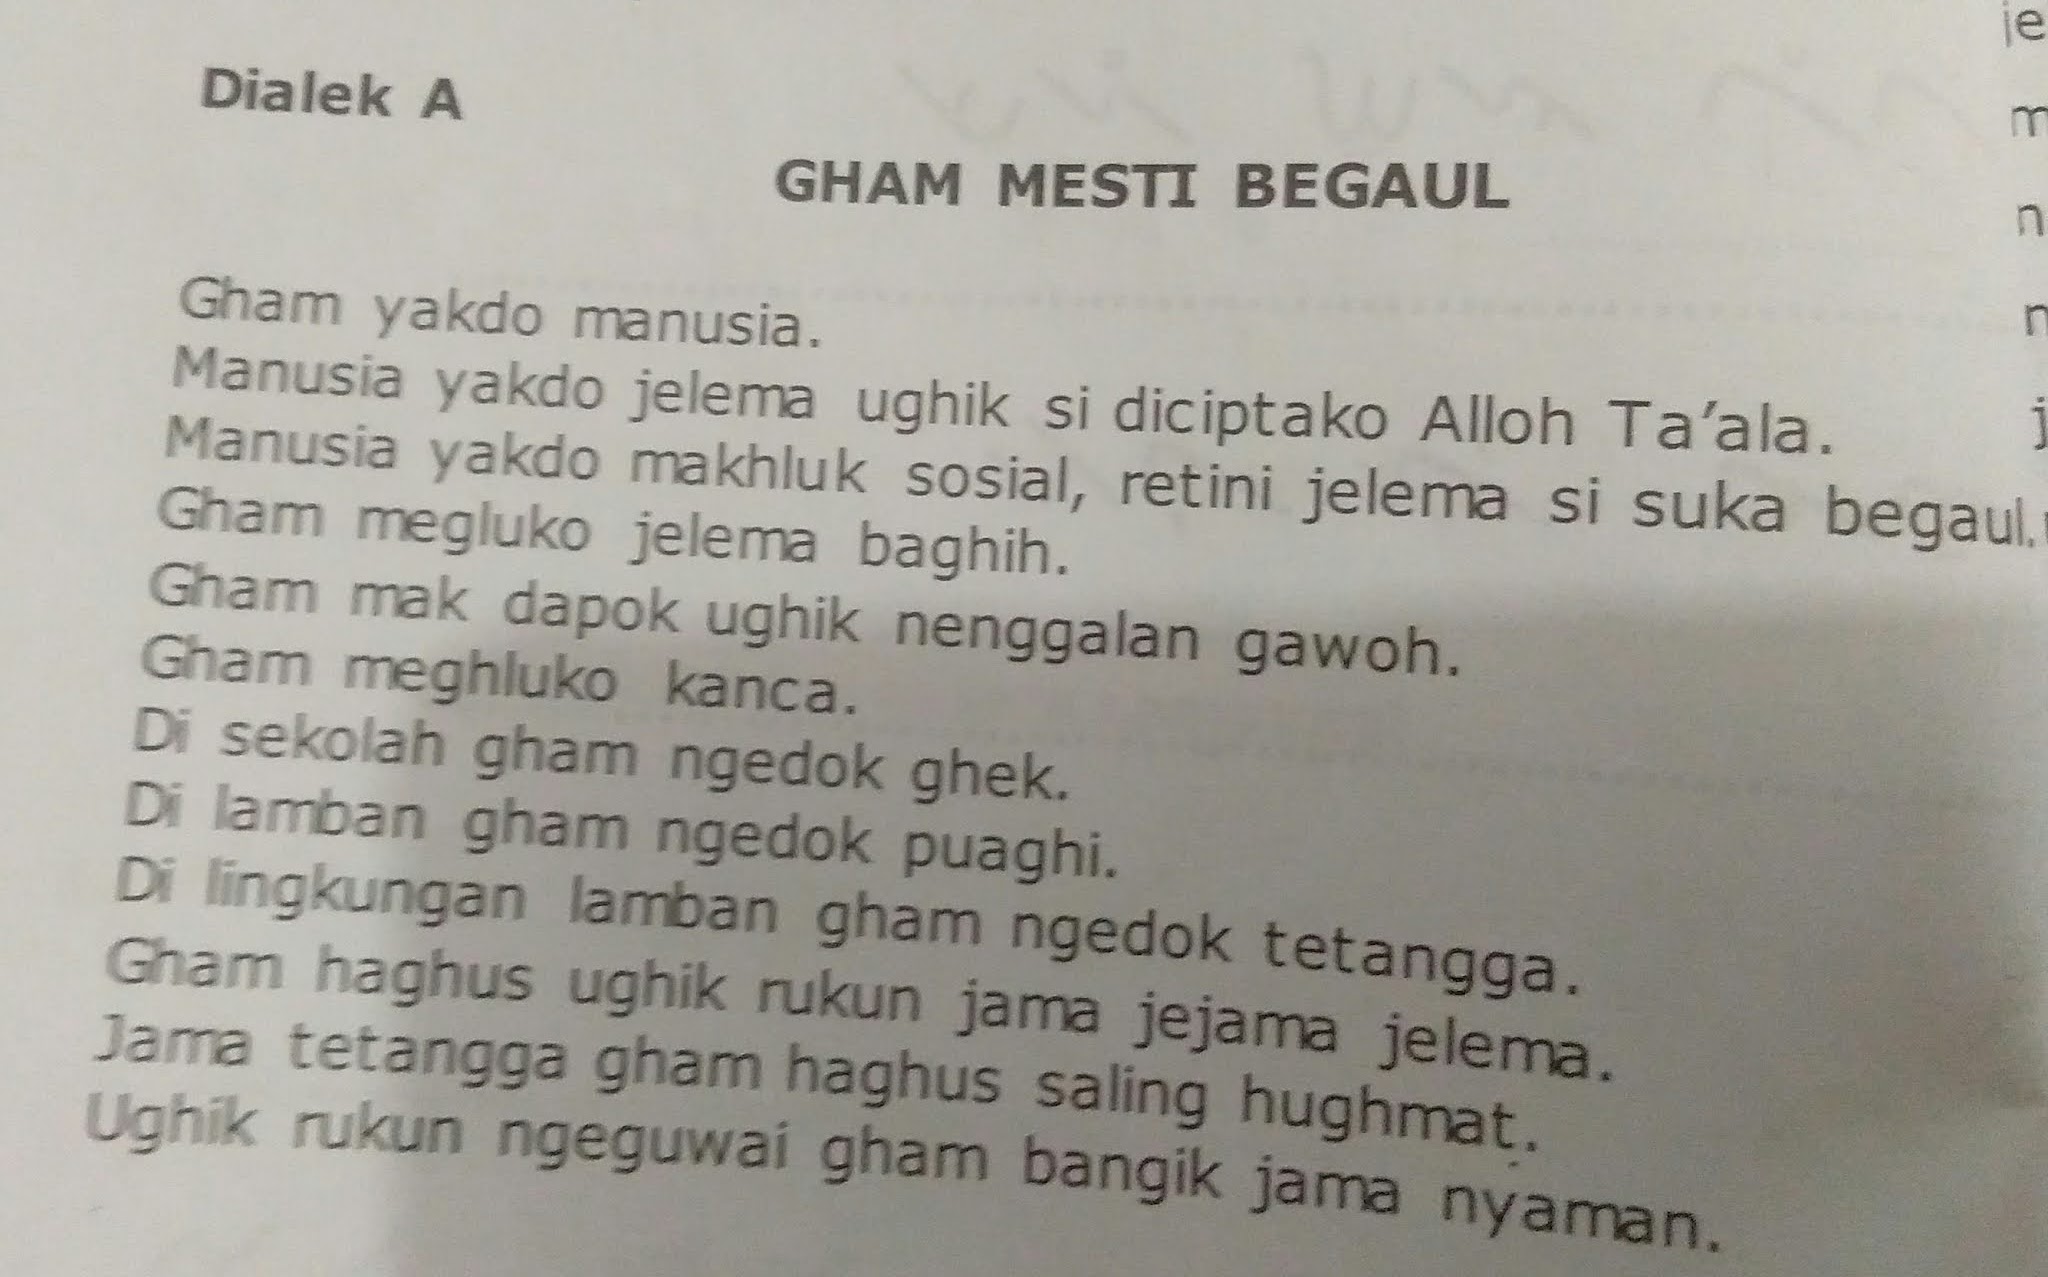 Dialek A
GHAM MESTI BEGAUL
Gham yakdo manusia.
Manusia yakdo jelema ughik si diciptako Alloh Ta'ala.
Manusia yakdo makhluk sosial, retini jelema si suka begaul.
Gham megluko jelema baghih.
Gham mak dapok ughik nenggalan gawoh.
Gham meghluko kanca.
Di sekolah gham ngedok ghek.
Di lamban gham ngedok puaghi.
Di lingkungan lamban gham ngedok tetangga.
Gham haghus ughik rukun jama jejama jelema.
Jama tetangga gham haghus saling hughmat.
Ughik rukun ngeguwai gham bangik jama nyaman.